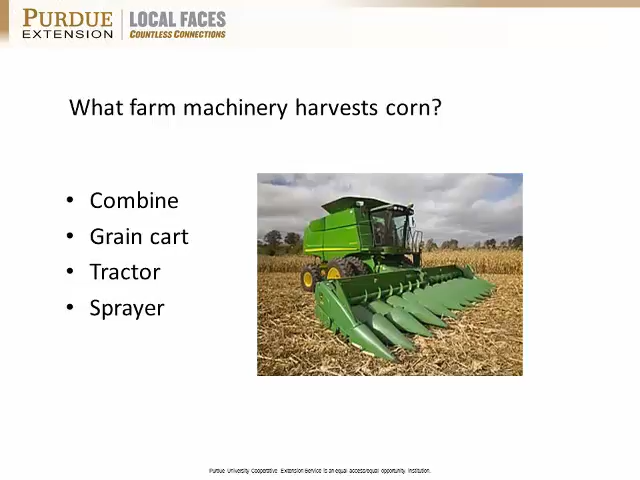 PURDUE
EXTENSION
LOCAL FACES
COUNTLESS CONNECTIONS
What farm machinery harvests corn?
• Combine
• Grain cart
• Tractor
• Sprayer
Purdue University Cooperative Extension Service is an equal access/equal opportunity institution.